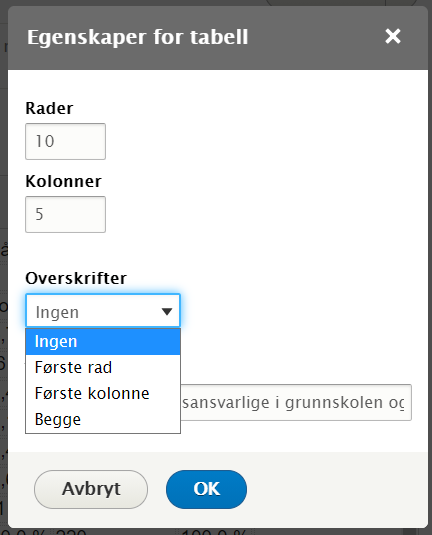 Egenskaper for tabell
Rader
10
Kolonner
5
Overskrifter
Ingen
Ingen
Første rad
Første kolonne
Begge
sansvarlige i grunnskolen og
Avbryt
OK